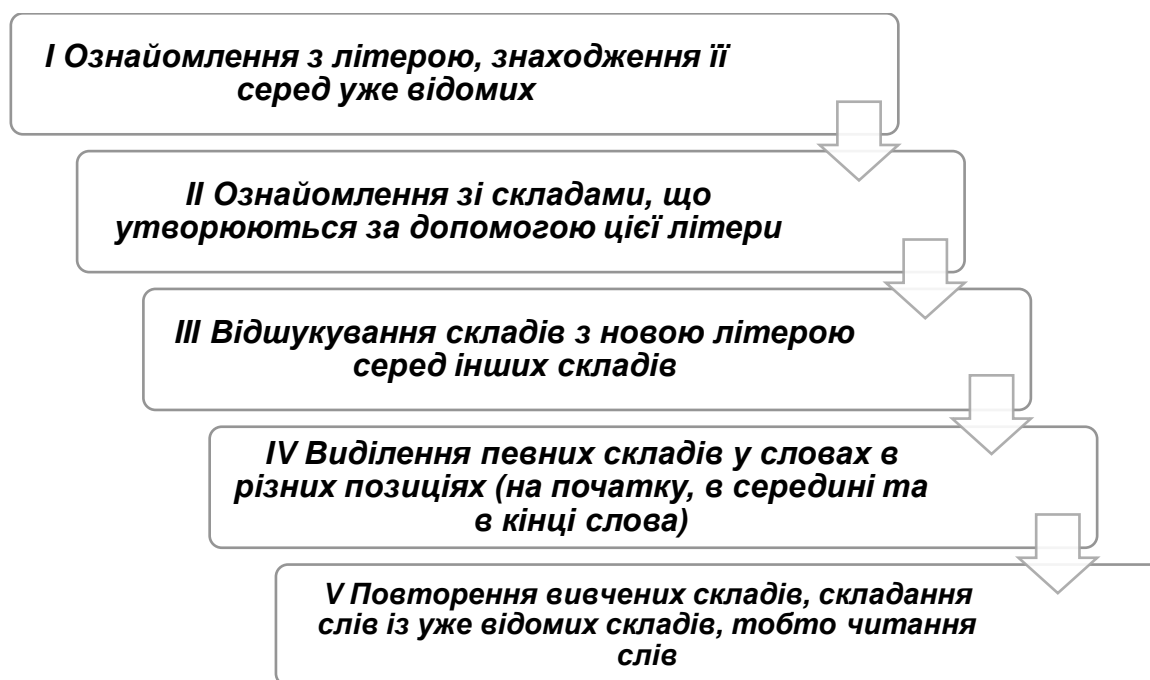 I Ознайомлення з літерою, знаходження її
серед уже відомих
II Ознайомлення зі складами, що
утворюються за допомогою цієї літери
III Відшукування складів з новою літерою
серед інших складів
IV Виділення певних складів у словах в
різних позиціях (на початку, в середині та
в кінці слова)
V Повторення вивчених складів, складання
слів із уже відомих складів, тобто читання
слів